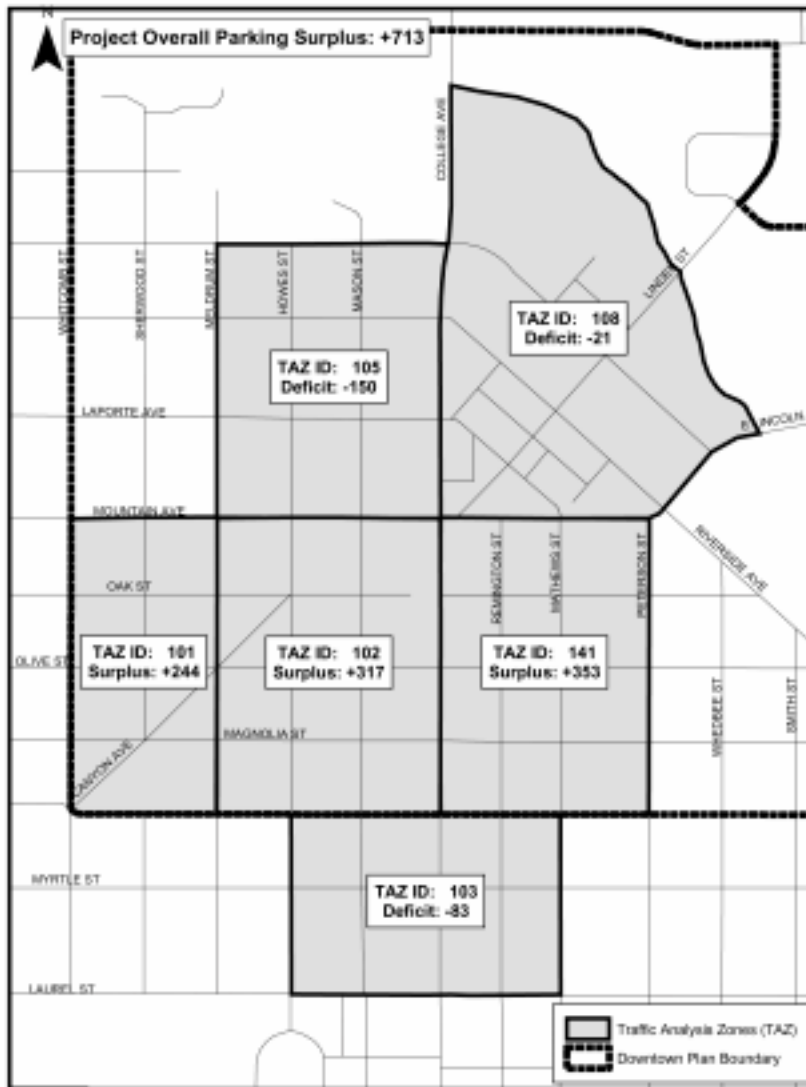 N
Project Overall Parking Surplus: +713
COLLEGE AVE
WHITCOMB ST
SHERWOOD ST
MELDRUM ST
HOWES ST
MASON ST
LINDEN ST
TAZ ID: 108
Deficit: -21
TAZ ID: 105
Deficit: -150
LAPORTE AVE
E LINCOLN
MOUNTAIN AVE
REMINGTON ST
MATHEWS ST
PETERSON ST
RIVERSIDE AVE
OAK ST
TAZ ID: 101
Surplus: +244
TAZ ID: 102
Surplus: +317
TAZ ID: 141
Surplus: +353
OLIVE ST
WHEDBEE ST
SMITH ST
CANYON AVE
MAGNOLIA ST
MYRTLE ST
TAZ ID: 103
Deficit: -83
LAUREL ST
Traffic Analysis Zones (TAZ)
Downtown Plan Boundary